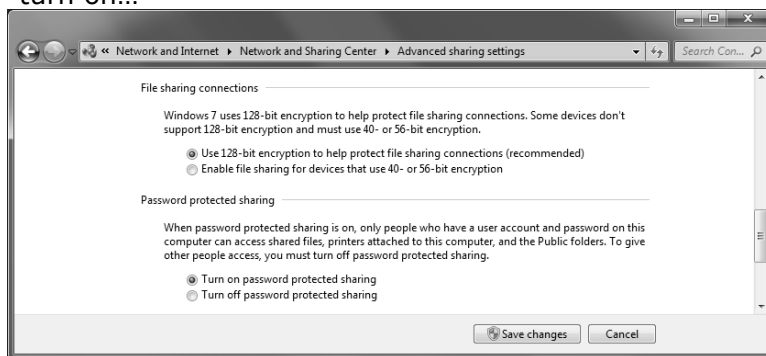 turn on...
« Network and Internet ▸ Network and Sharing Center ▸ Advanced sharing settings
Search Con...
File sharing connections
Windows 7 uses 128-bit encryption to help protect file sharing connections. Some devices don't
support 128-bit encryption and must use 40- or 56-bit encryption.
Use 128-bit encryption to help protect file sharing connections (recommended)
Enable file sharing for devices that use 40- or 56-bit encryption
Password protected sharing
When password protected sharing is on, only people who have a user account and password on this
computer can access shared files, printers attached to this computer, and the Public folders. To give
other people access, you must turn off password protected sharing.
Turn on password protected sharing
Turn off password protected sharing
Save changes
Cancel